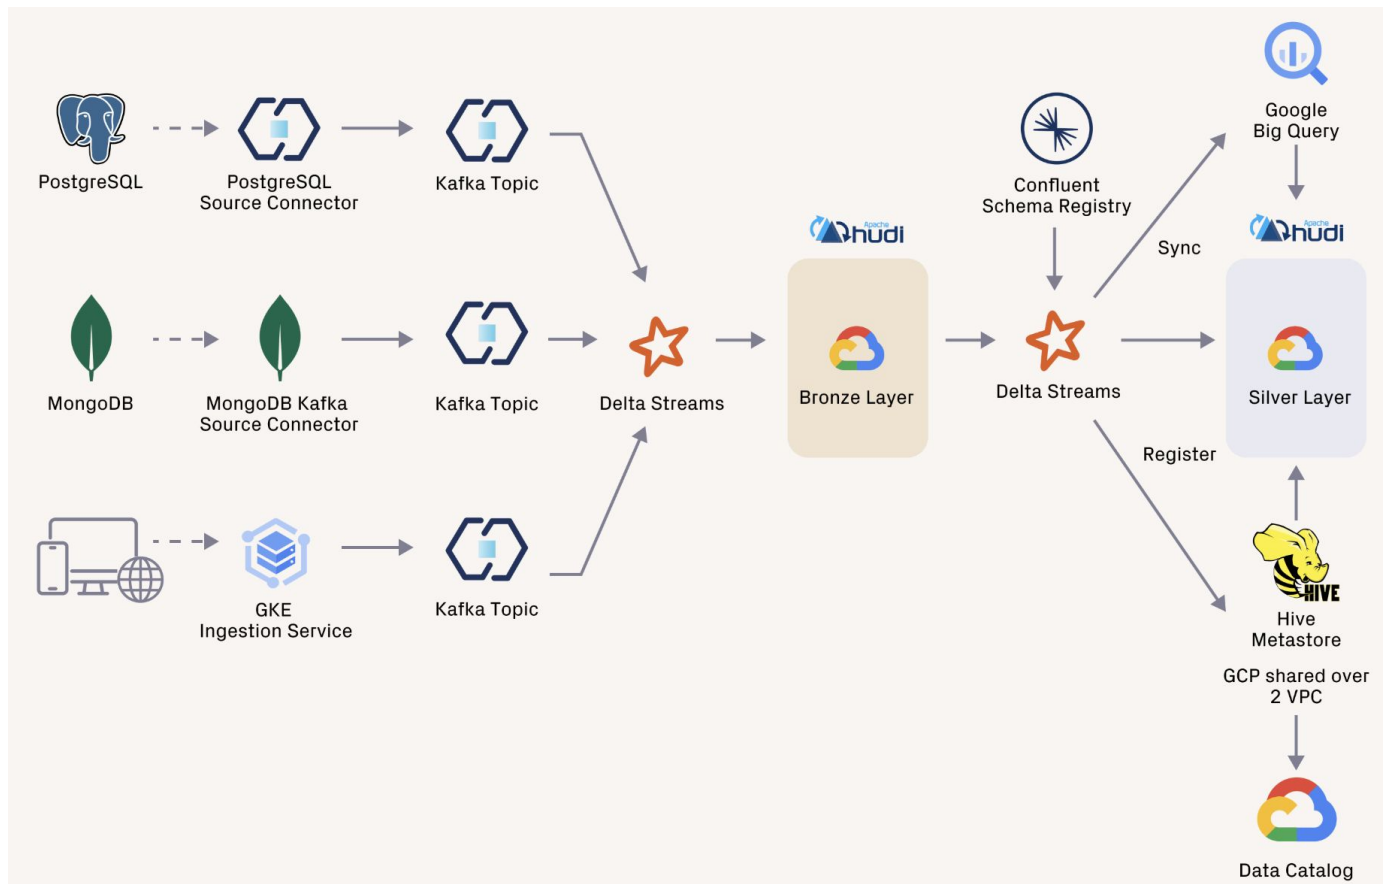 PostgreSQL
PostgreSQL
Source Connector
Kafka Topic
MongoDB
MongoDB Kafka
Source Connector
Kafka Topic
GKE
Ingestion Service
Kafka Topic
Delta Streams
Apache
hudi
Bronze Layer
Confluent
Schema Registry
Delta Streams
Sync
Register
Google
Big Query
Apache
hudi
Silver Layer
HIVE
Hive
Metastore
GCP shared over
2 VPC
Data Catalog